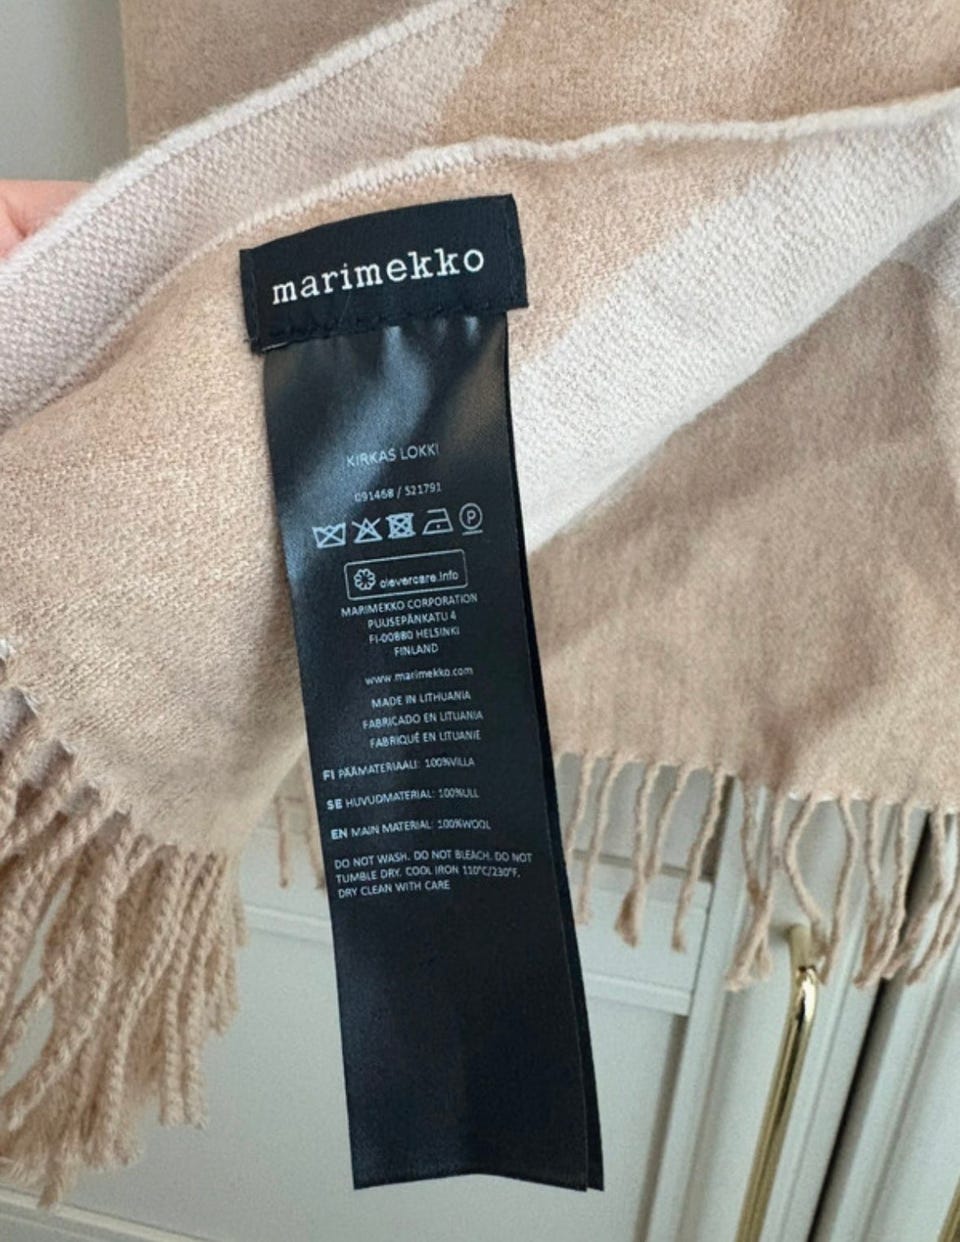 marimekko
KIRKAS LOKKI
091468 / 521791
P
clevercare.info
MARIMEKKO CORPORATION
PUUSEPÄNKATU 4
FI-00880 HELSINKI
FINLAND
www.marimekko.com
MADE IN LITHUANIA
FABRICADO EN LITUANIA
FABRIQUÉ EN LITUANIE
FI PÄÄMATERIAALI: 100%VILLA
SE HUVUDMATERIAL: 100%ULL
EN MAIN MATERIAL: 100%WOOL
DO NOT WASH. DO NOT BLEACH. DO NOT
TUMBLE DRY. COOL IRON 110°C/230°F.
DRY CLEAN WITH CARE